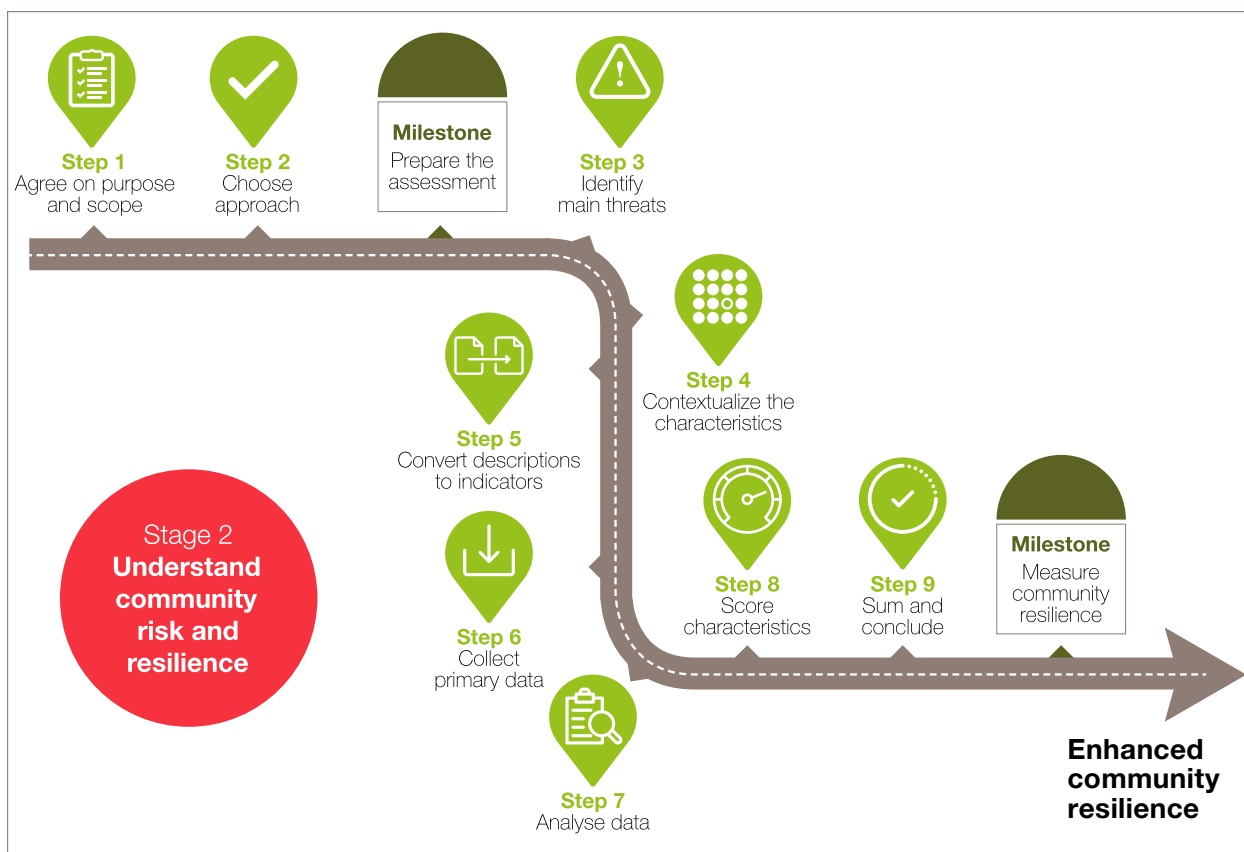 Step 1
Agree on purpose
and scope
Step 2
Choose
approach
Milestone
Prepare the
assessment
Step 3
Identify
main threats
Step 4
Contextualize the
characteristics
Step 5
Convert descriptions
to indicators
Stage 2
Understand
community
risk and
resilience
Step 6
Collect
primary data
Step 7
Analyse data
Step 8
Score
characteristics
Step 9
Sum and
conclude
Milestone
Measure
community
resilience
Enhanced
community
resilience